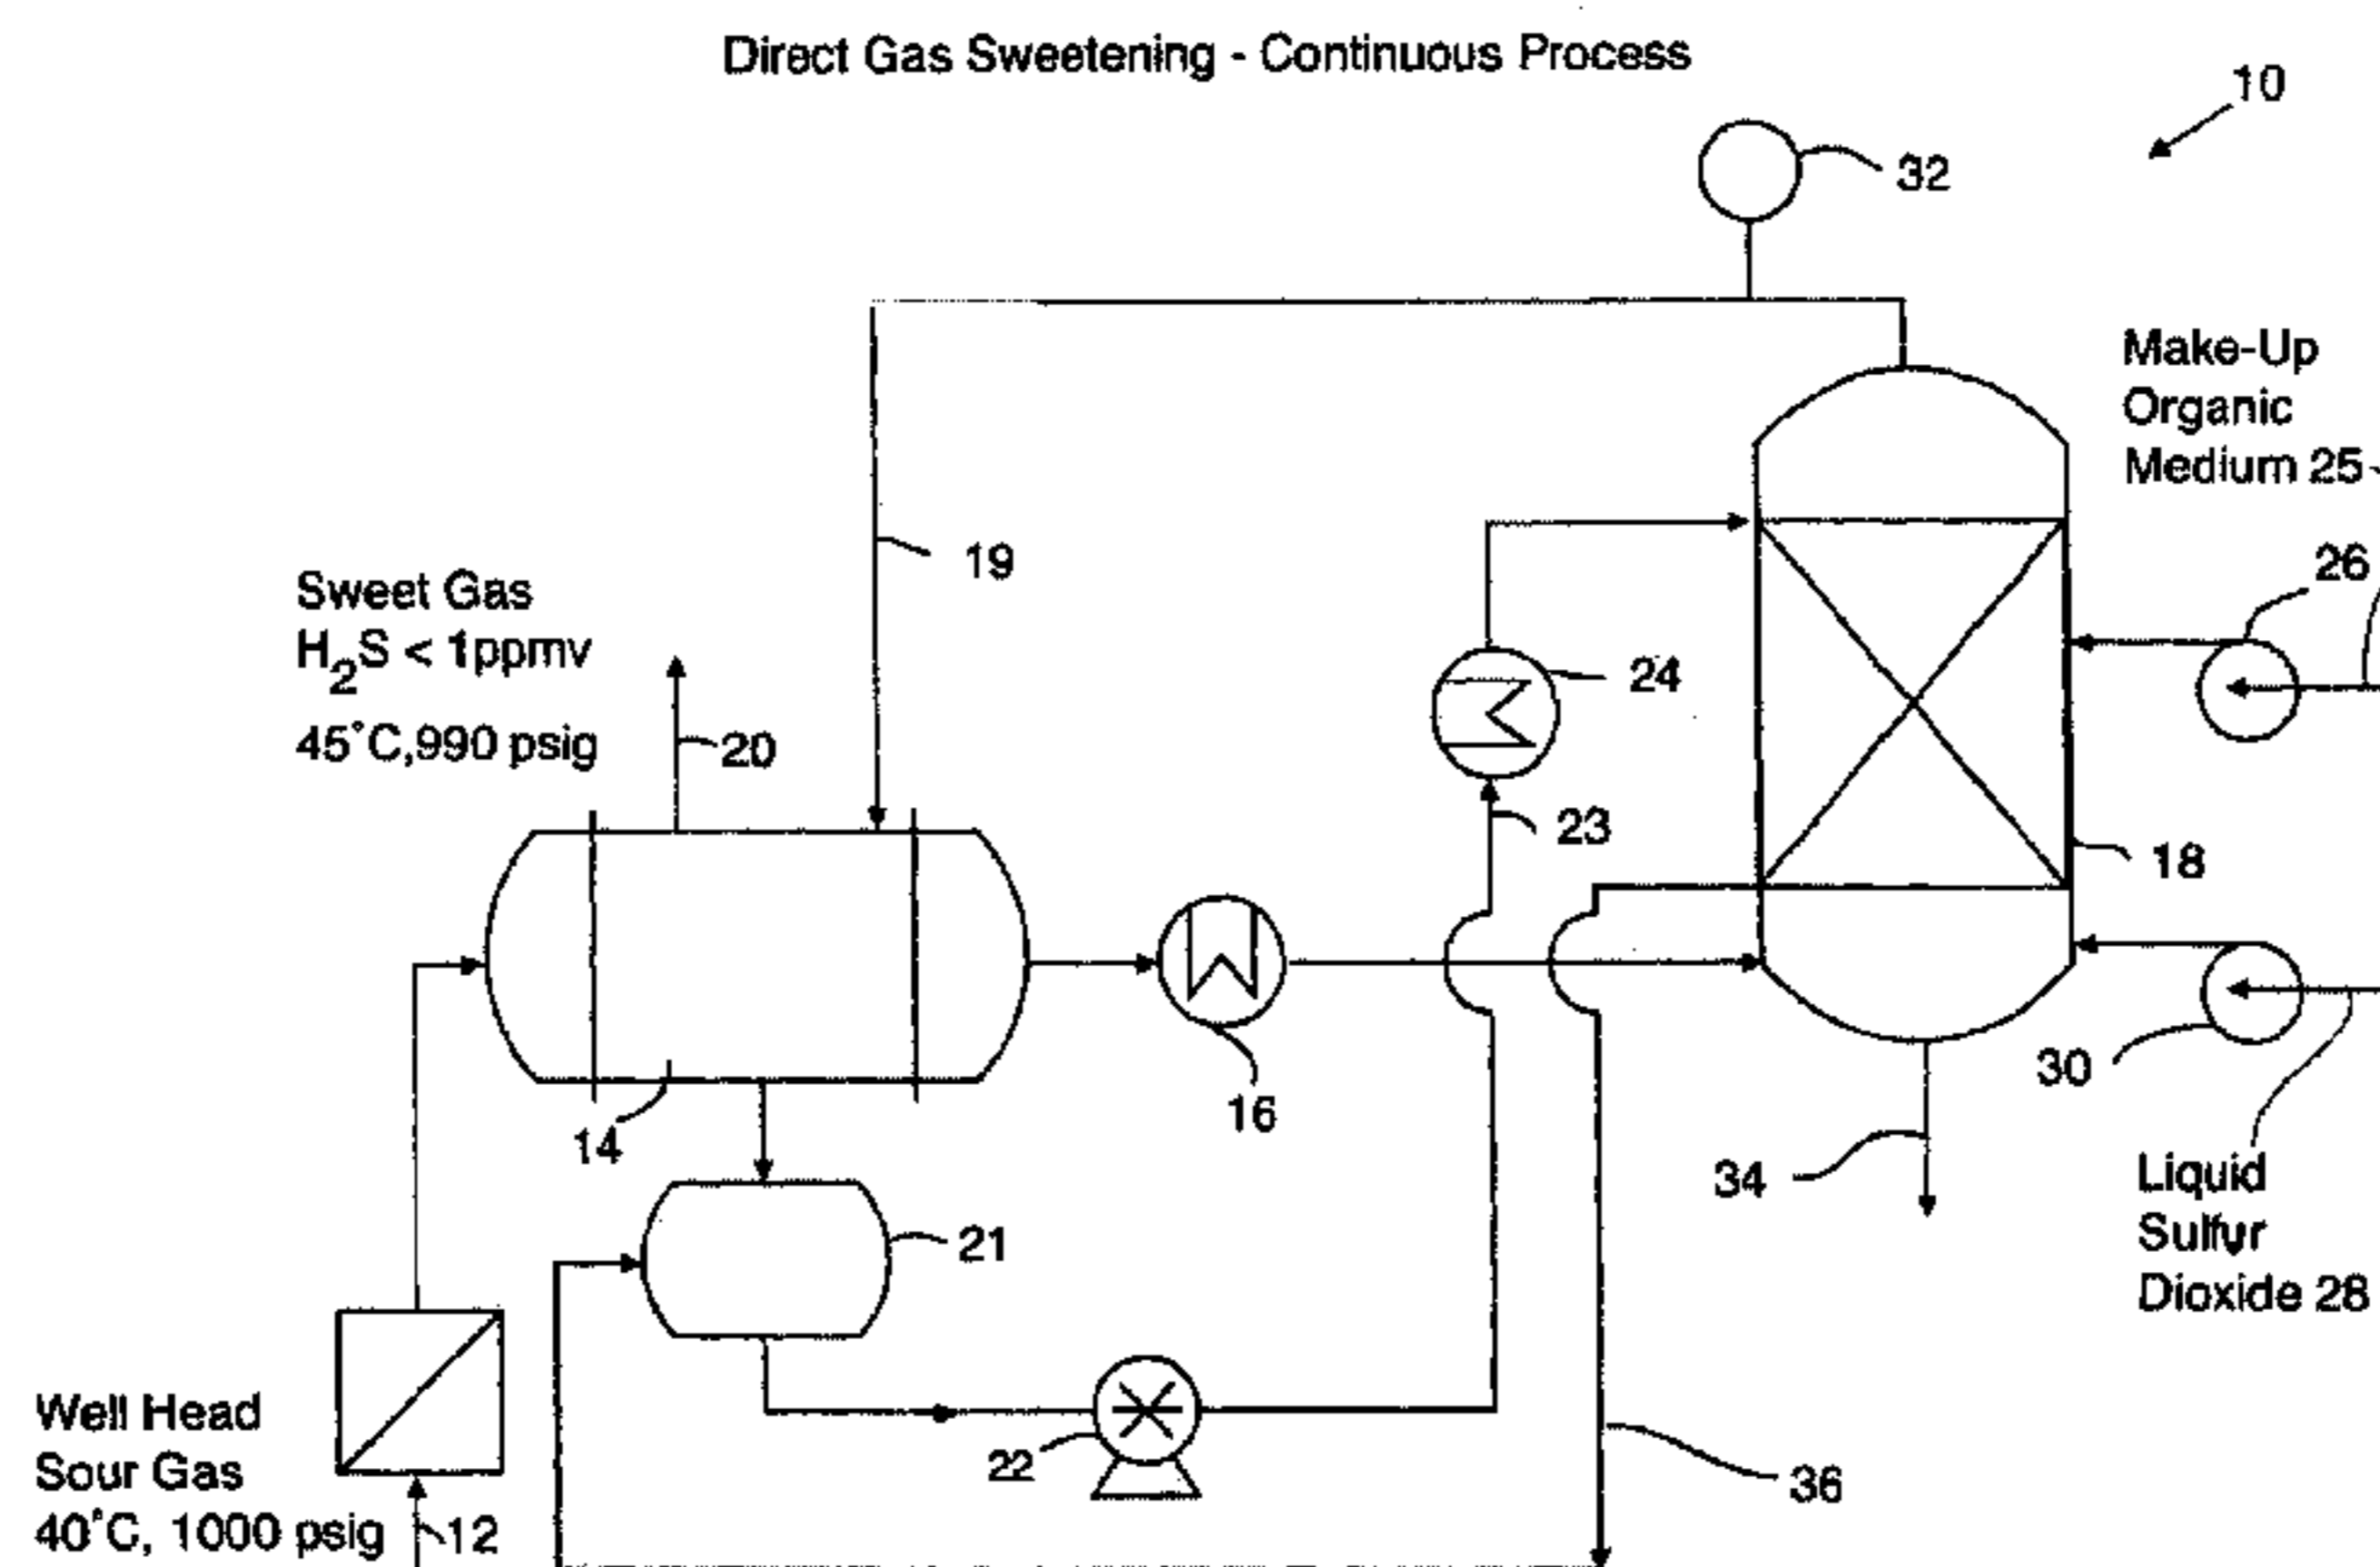 Direct Gas Sweetening - Continuous Process
10
32
Make-Up
Organic
Medium 25
26
19
Sweet Gas
H2S < 1ppmv
45°C,990 psig
20
24
23
18
14
16
30
34
Liquid
Sulfur
Dioxide 28
21
22
36
Well Head
Sour Gas
40°C, 1000 psig
12